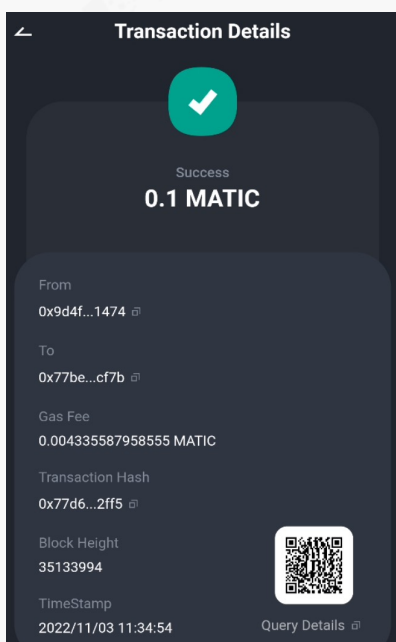 Transaction Details
Success
0.1 MATIC
From
0x9d4f...1474
To
0x77be...cf7b
Gas Fee
0.004335587958555 MATIC
Transaction Hash
0x77d6...2ff5
Block Height
35133994
TimeStamp
2022/11/03 11:34:54
Query Details